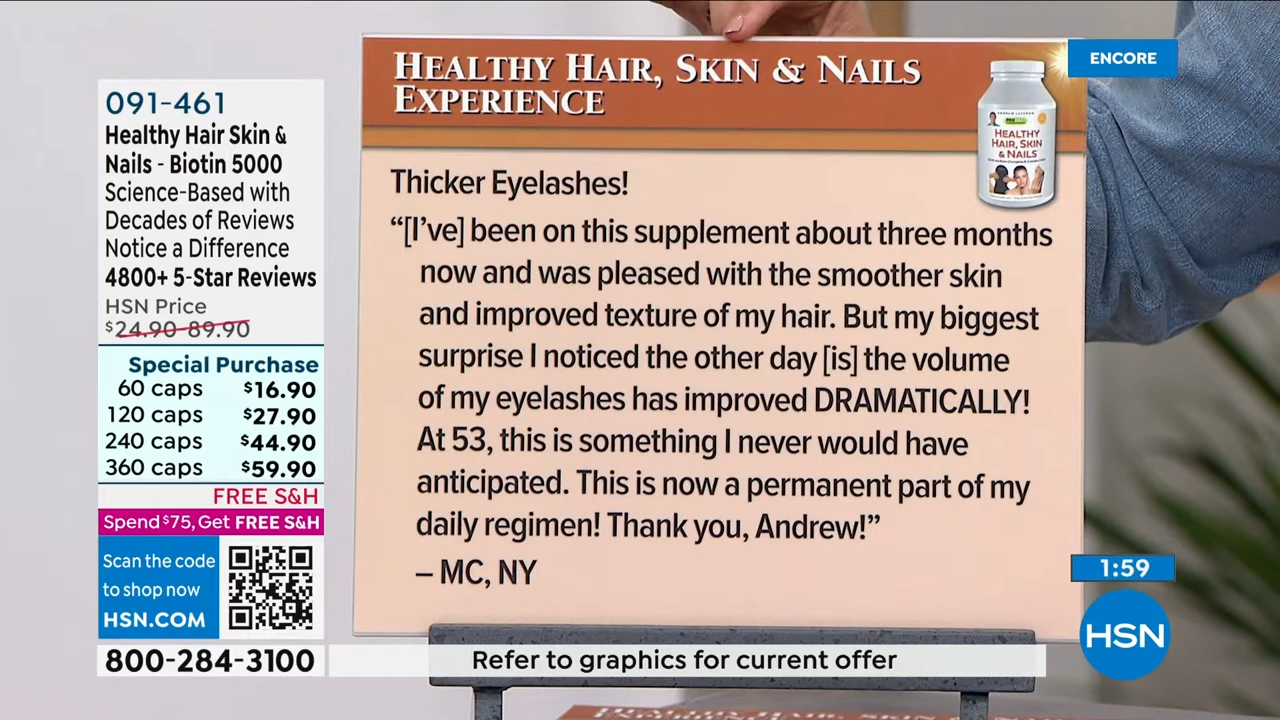 091-461
Healthy Hair Skin &
Nails - Biotin 5000
Science-Based with
Decades of Reviews
Notice a Difference
4800+ 5-Star Reviews
HSN Price
$24.90-89.90
Special Purchase
60 caps $16.90
120 caps $27.90
240 caps $44.90
360 caps $59.90
FREE S&H
Spend $75, Get FREE S&H
Scan the code
to shop now
HSN.COM
800-284-3100
HEALTHY HAIR, SKIN & NAILS
EXPERIENCE
Thicker Eyelashes!
“[I’ve] been on this supplement about three months
now and was pleased with the smoother skin
and improved texture of my hair. But my biggest
surprise I noticed the other day [is] the volume
of my eyelashes has improved DRAMATICALLY!
At 53, this is something I never would have
anticipated. This is now a permanent part of my
daily regimen! Thank you, Andrew!”
– MC, NY
ANDREW LESSMAN
HEALTHY
HAIR, SKIN
& NAILS
ENCORE
1:59
HSN
Refer to graphics for current offer
HEALTHY HAIR, SKIN & NAILS
EXPERIENCE